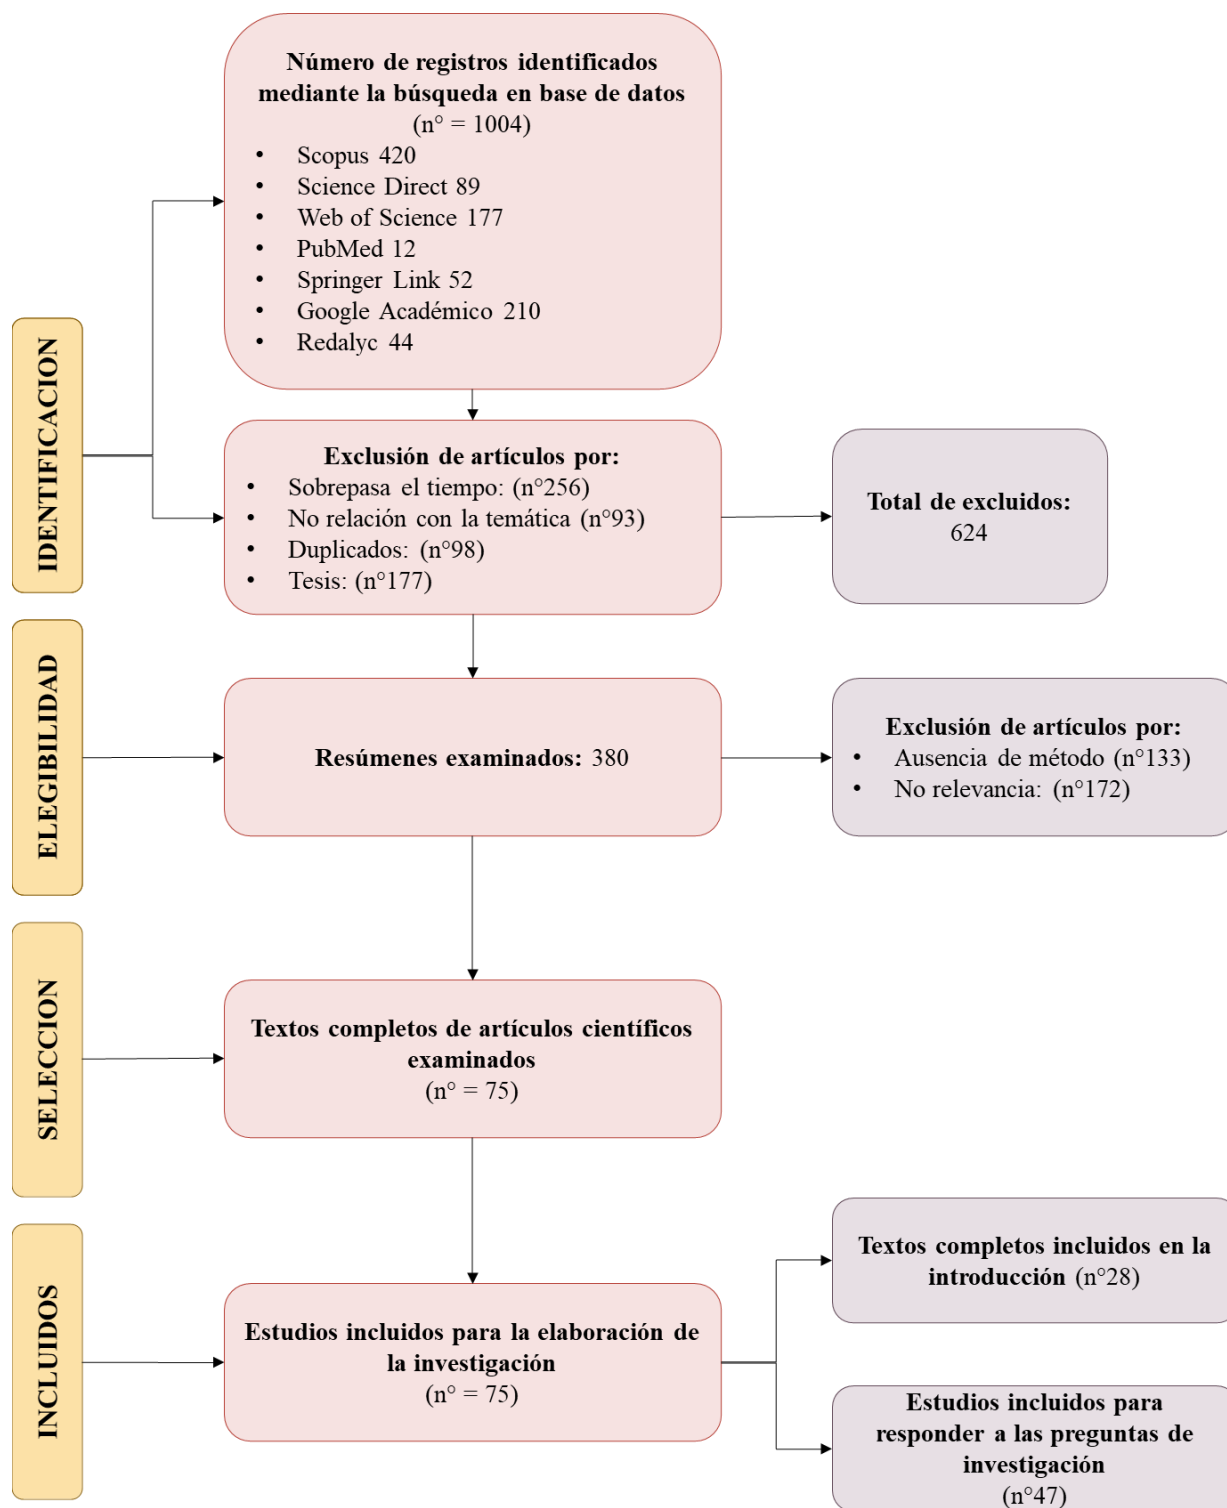 IDENTIFICACION
Número de registros identificados
mediante la búsqueda en base de datos
(n° = 1004)
• Scopus 420
• Science Direct 89
• Web of Science 177
• PubMed 12
• Springer Link 52
• Google Académico 210
• Redalyc 44
Exclusión de artículos por:
• Sobrepasa el tiempo: (n°256)
• No relación con la temática (n°93)
• Duplicados: (n°98)
• Tesis: (n°177)
Total de excluidos:
624
ELEGIBILIDAD
Resúmenes examinados: 380
Exclusión de artículos por:
• Ausencia de método (n°133)
• No relevancia: (n°172)
SELECCION
Textos completos de artículos científicos
examinados
(n° = 75)
INCLUIDOS
Estudios incluidos para la elaboración de
la investigación
(n° = 75)
Textos completos incluidos en la
introducción (n°28)
Estudios incluidos para
responder a las preguntas de
investigación
(n°47)